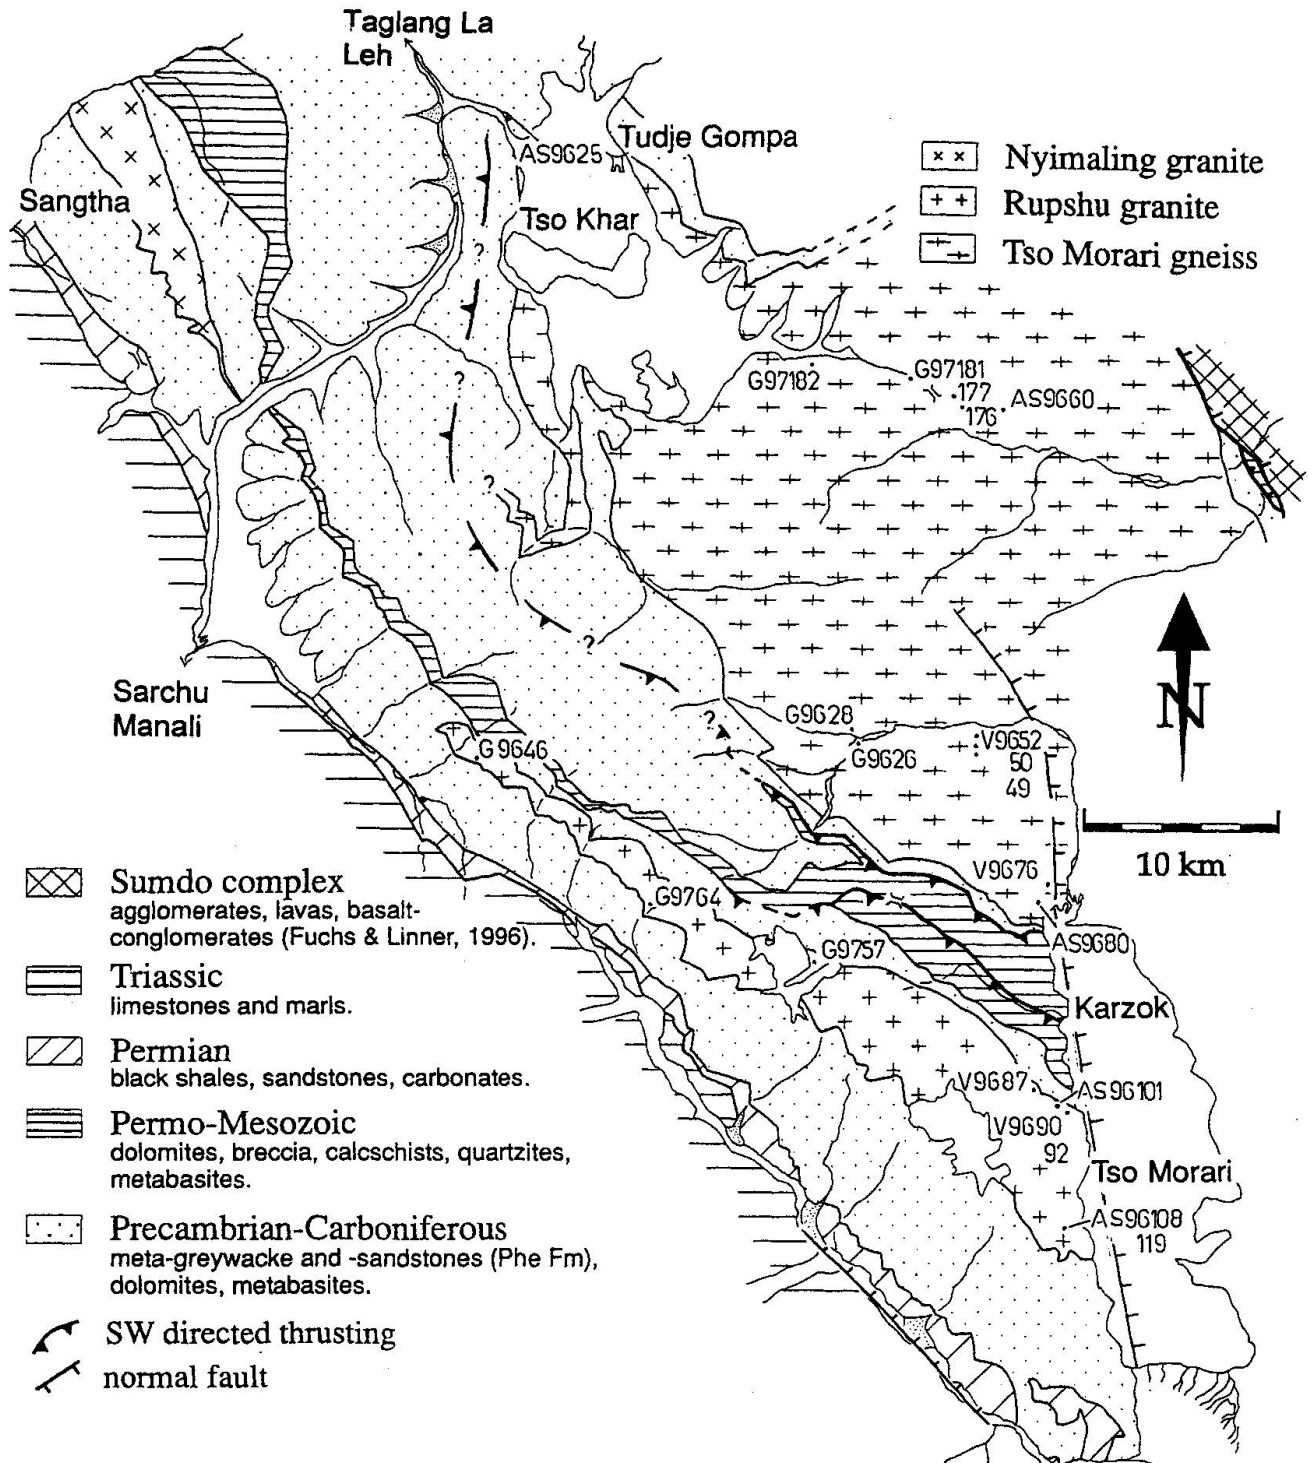 Taglang La
Leh
AS9625
Tudje Gompa
Sangtha
Tso Khar
× × Nyimaling granite
+ + Rupshu granite
Tso Morari gneiss
?
G97182
G97181
177
176
AS9660
?
?
?
?
Sarchu
Manali
N
G9628
G9626
V9652
50
49
G9646
10 km
V9676
G9764
AS9680
G9757
Karzok
V9687
AS96101
V9690
92
Tso Morari
AS96108
119
Sumdo complex
agglomerates, lavas, basalt-
conglomerates (Fuchs & Linner, 1996).
Triassic
limestones and marls.
Permian
black shales, sandstones, carbonates.
Permo-Mesozoic
dolomites, breccia, calcschists, quartzites,
metabasites.
Precambrian-Carboniferous
meta-greywacke and -sandstones (Phe Fm),
dolomites, metabasites.
SW directed thrusting
normal fault